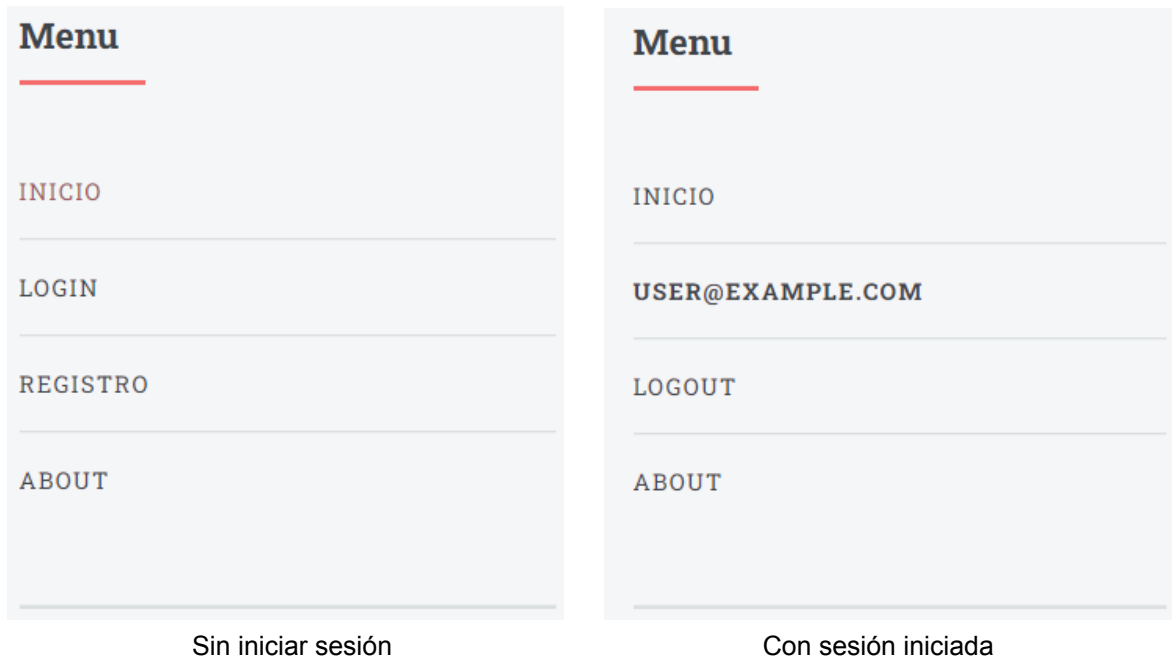 Menu
INICIO
LOGIN
REGISTRO
ABOUT
Sin iniciar sesión
Menu
INICIO
USER@EXAMPLE.COM
LOGOUT
ABOUT
Con sesión iniciada